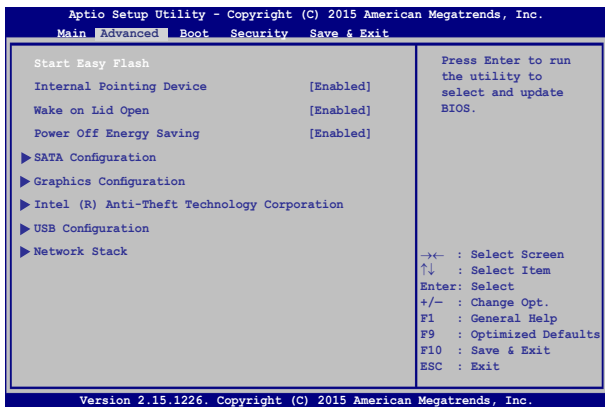 Aptio Setup Utility - Copyright (C) 2015 American Megatrends, Inc.
Main Advanced Boot Security Save & Exit
Start Easy Flash
Internal Pointing Device [Enabled]
Wake on Lid Open [Enabled]
Power Off Energy Saving [Enabled]
SATA Configuration
Graphics Configuration
Intel (R) Anti-Theft Technology Corporation
USB Configuration
Network Stack
Press Enter to run
the utility to
select and update
BIOS.
→← : Select Screen
↑↓ : Select Item
Enter: Select
+/— : Change Opt.
F1 : General Help
F9 : Optimized Defaults
F10 : Save & Exit
ESC : Exit
Version 2.15.1226. Copyright (C) 2015 American Megatrends, Inc.